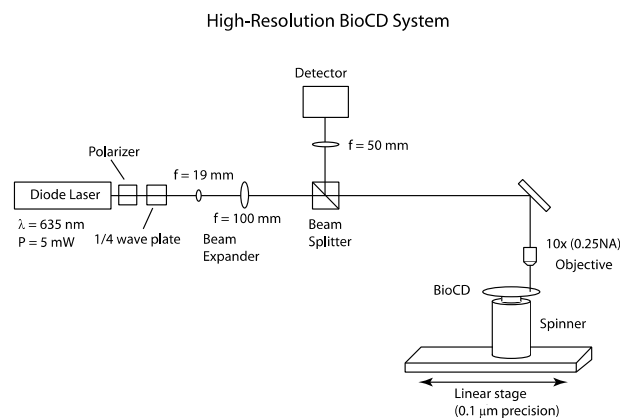 High-Resolution BioCD System
Detector
f = 50 mm
Polarizer
Diode Laser
λ = 635 nm
P = 5 mW
1/4 wave plate
f = 19 mm
f = 100 mm
Beam
Expander
Beam
Splitter
10x (0.25NA)
Objective
BioCD
Spinner
Linear stage
(0.1 μm precision)